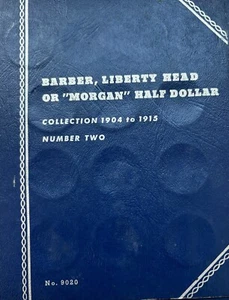 BARBER, LIBERTY HEAD
OR "MORGAN" HALF DOLLAR
COLLECTION 1904 to 1915
NUMBER TWO
No. 9020